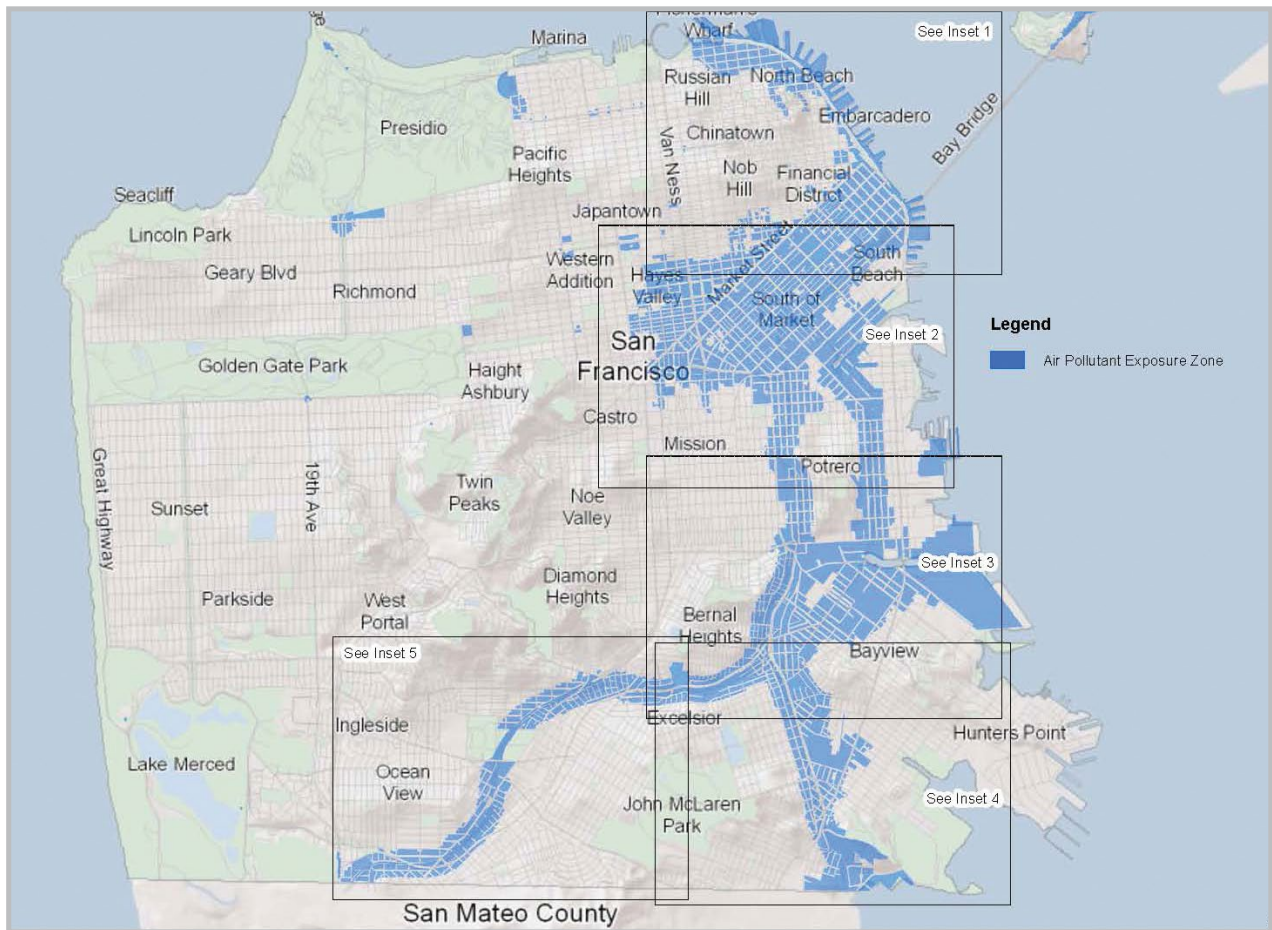 Marina
Wharf
See Inset 1
Russian
Hill
North Beach
Embarcadero
Presidio
Chinatown
Van Ness
Bay Bridge
Pacific
Heights
Nob
Hill
Financial
District
Seacliff
Japantown
Lincoln Park
Market Street
Geary Blvd
Western
Addition
Hayes
Valley
South
Beach
Richmond
South of
Market
See Inset 2
Legend
Air Pollutant Exposure Zone
San
Francisco
Golden Gate Park
Haight
Ashbury
Castro
Mission
Potrero
Great Highway
19th Ave
Twin
Peaks
Noe
Valley
Sunset
See Inset 3
Diamond
Heights
Parkside
West
Portal
Bernal
Heights
See Inset 5
Bayview
Ingleside
Excelsior
Hunters Point
Lake Merced
Ocean
View
John McLaren
Park
See Inset 4
San Mateo County